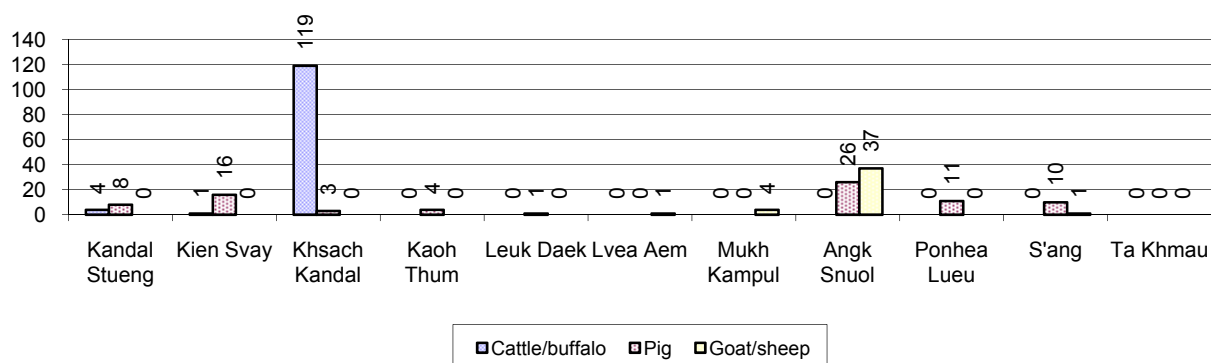 140
120
100
80
60
40
20
0
4 8 0 1 16 0 119 3 0 0 4 0 0 1 0 0 0 1 0 0 4 0 26 37 0 11 0 0 10 1 0 0 0
Kandal Stueng
Kien Svay
Khsach Kandal
Kaoh Thum
Leuk Daek
Lvea Aem
Mukh Kampul
Angk Snuol
Ponhea Lueu
S'ang
Ta Khmau
Cattle/buffalo Pig Goat/sheep